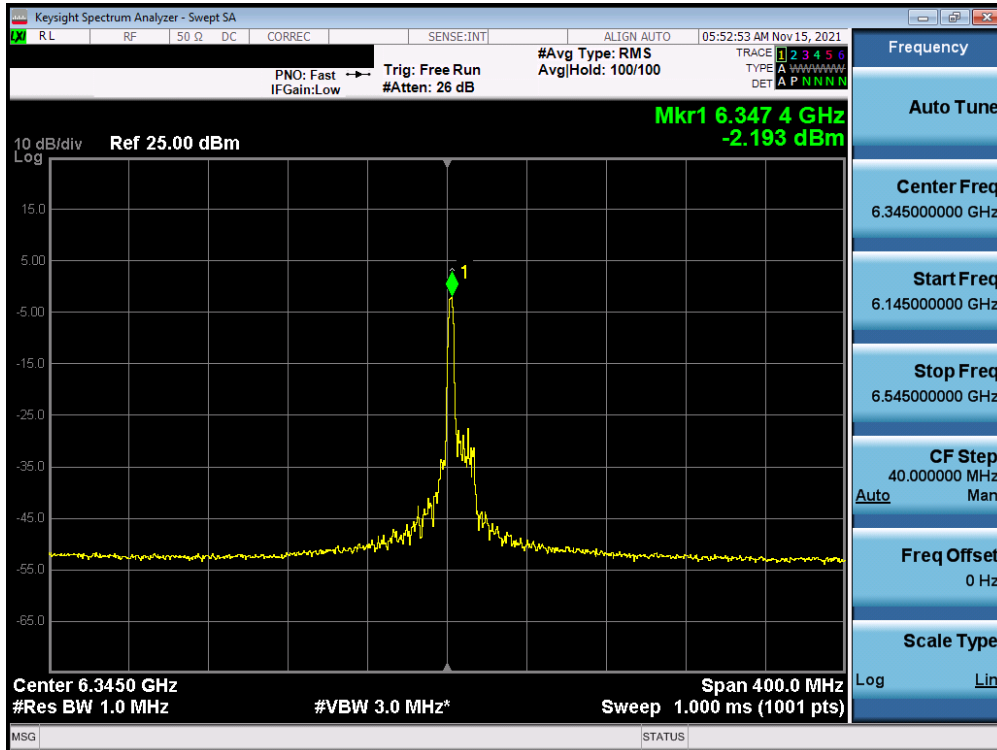 Keysight Spectrum Analyzer - Swept SA
LXI RL RF 50 Ω DC CORREC SENSE:INT ALIGN AUTO 05:52:53 AM Nov 15, 2021
PNO: Fast
IFGain:Low
Trig: Free Run
#Atten: 26 dB
#Avg Type: RMS
Avg|Hold: 100/100
TRACE 1 2 3 4 5 6
TYPE A WWWWW
DET A P N N N N
Mkr1 6.347 4 GHz
-2.193 dBm
10 dB/div Ref 25.00 dBm
Log
15.0
5.00
-5.00
-15.0
-25.0
-35.0
-45.0
-55.0
-65.0
1
Center 6.3450 GHz Span 400.0 MHz
#Res BW 1.0 MHz #VBW 3.0 MHz* Sweep 1.000 ms (1001 pts)
MSG STATUS
Frequency
Auto Tune
Center Freq
6.345000000 GHz
Start Freq
6.145000000 GHz
Stop Freq
6.545000000 GHz
CF Step
40.000000 MHz
Auto Man
Freq Offset
0 Hz
Scale Type
Log Lin